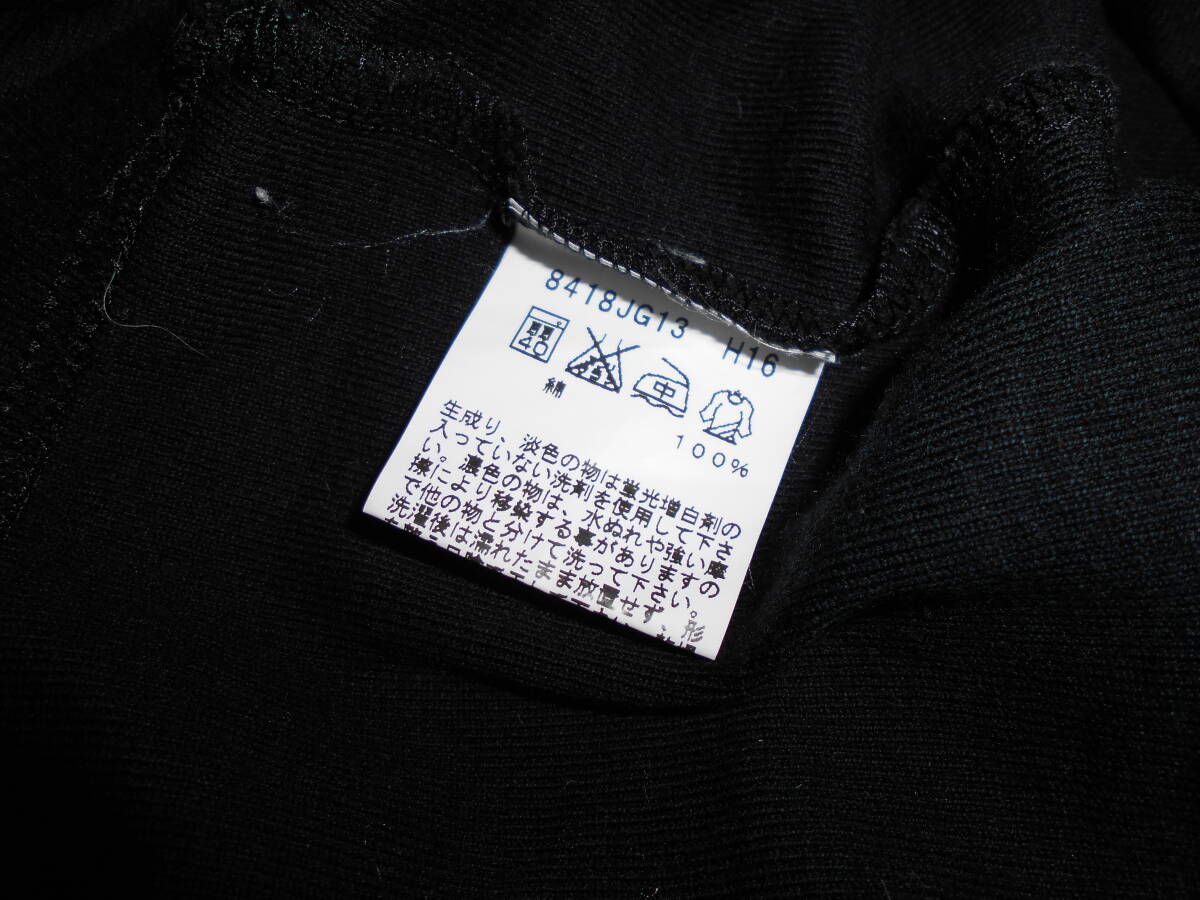 8418JG13 H16
40 中
綿 100%
生成り、淡色の物は蛍光増白剤の
入っていない洗剤を使用して下さ
い。濃色の物は、水ぬれや強い摩
擦により移染する事がありますの
で他の物と分けて洗って下さい。
洗濯後は濡れたまま放置せず、形